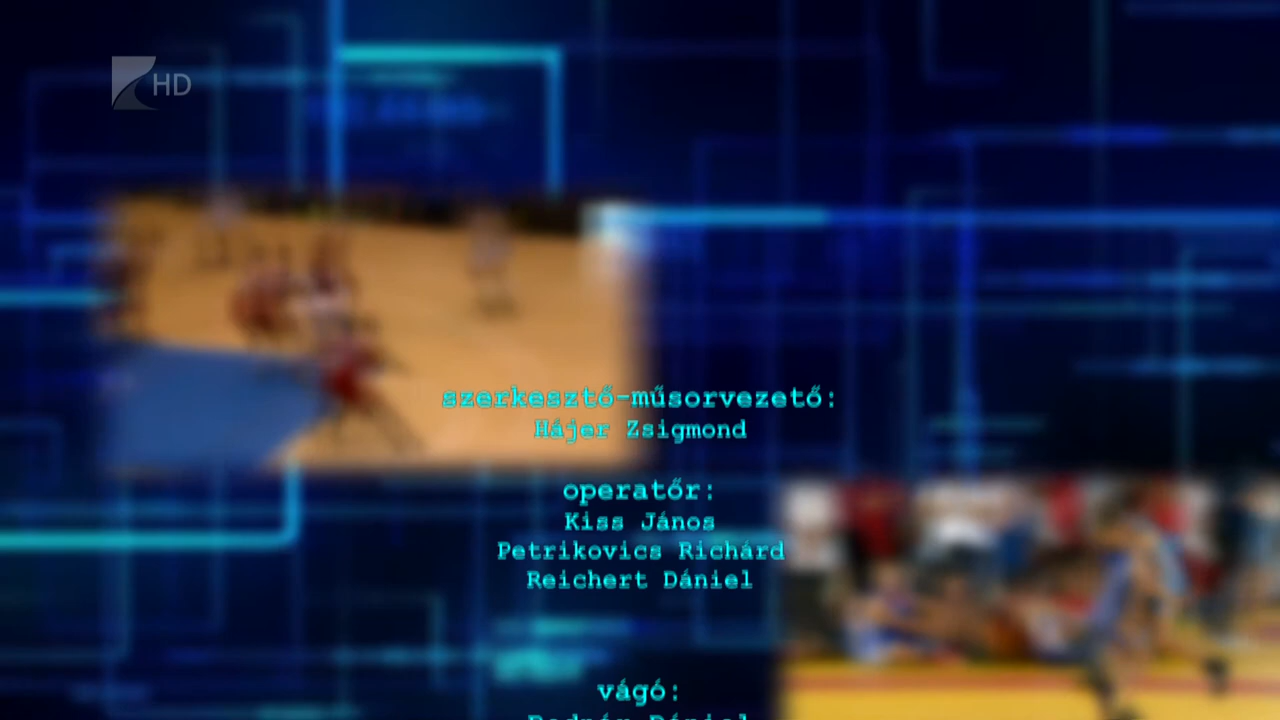 HD
szerkesztő-műsorvezető:
Hájer Zsigmond
operatőr:
Kiss János
Petrikovics Richárd
Reichert Dániel
vágó: